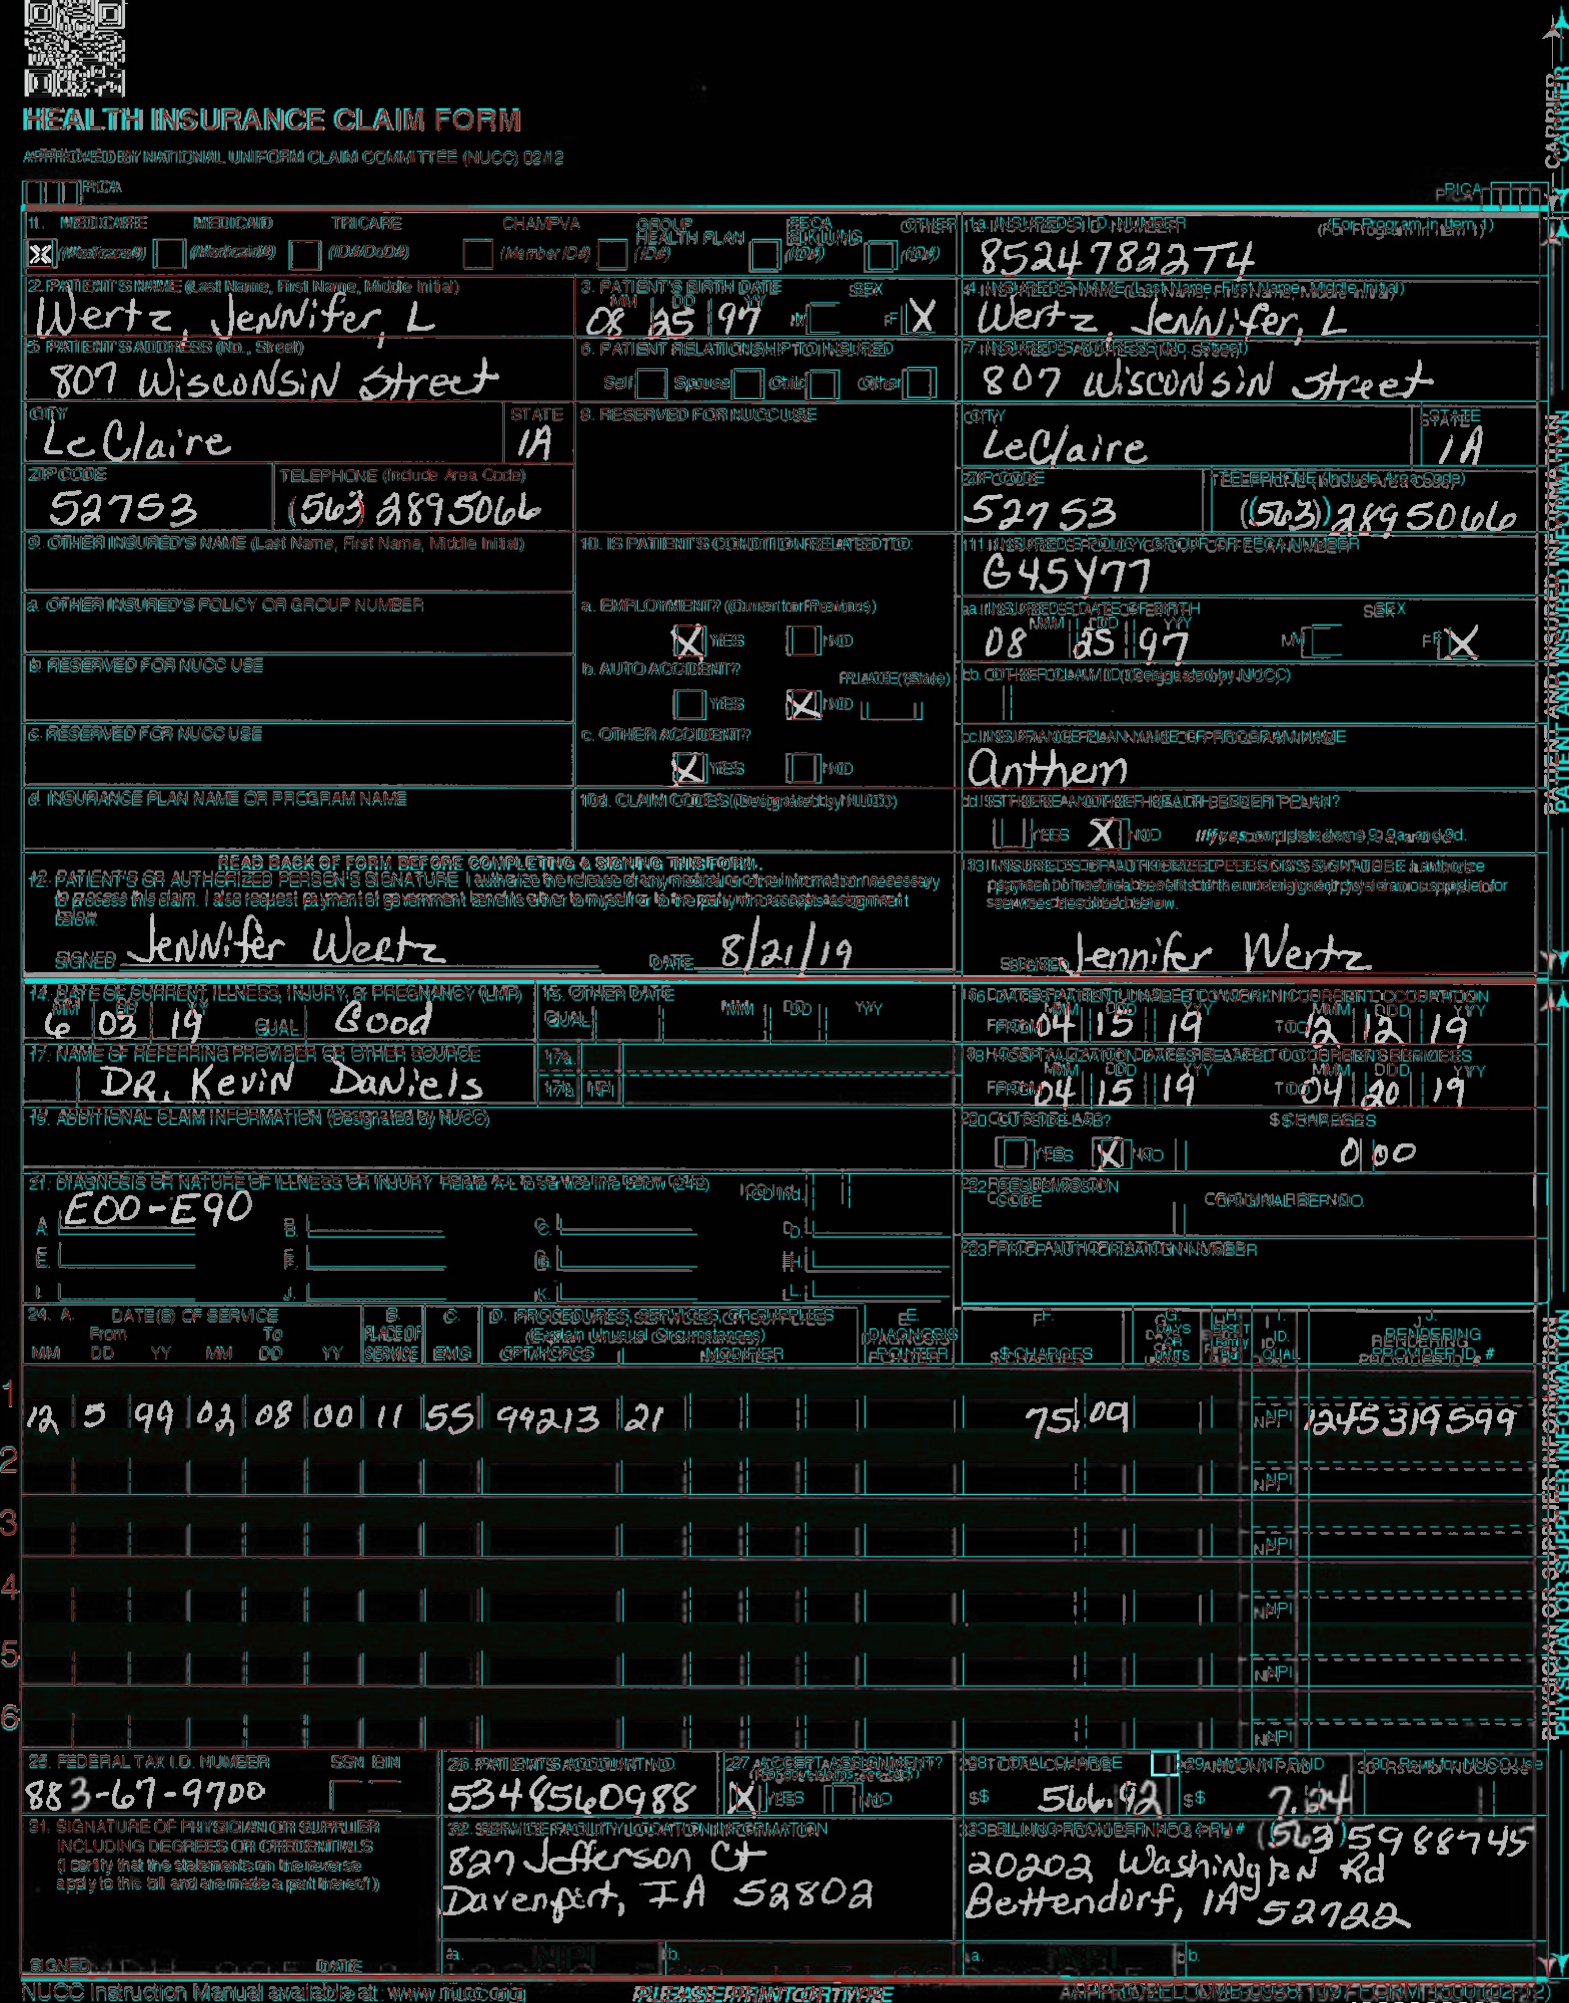 HEALTH INSURANCE CLAIM FORM
APPROVED BY NATIONAL UNIFORM CLAIM COMMITTEE (NUCC) 02/12
PICA
PICA
CARRIER
1. MEDICARE MEDICAID TRICARE CHAMPVA GROUP HEALTH PLAN FECA BLK LUNG OTHER
X (Medicare#) (Medicaid#) (ID#/DoD#) (Member ID#) (ID#) (ID#) (ID#)
1a. INSURED'S I.D. NUMBER (For Program in Item 1)
85247822T4
2. PATIENT'S NAME (Last Name, First Name, Middle Initial)
Wertz, Jennifer, L
3. PATIENT'S BIRTH DATE SEX
MM DD YY
08 25 97 M F X
4. INSURED'S NAME (Last Name, First Name, Middle Initial)
Wertz, Jennifer, L
5. PATIENT'S ADDRESS (No., Street)
807 Wisconsin Street
6. PATIENT RELATIONSHIP TO INSURED
Self Spouse Child Other
7. INSURED'S ADDRESS (No., Street)
807 Wisconsin Street
CITY STATE
LeClaire IA
8. RESERVED FOR NUCC USE
CITY STATE
LeClaire IA
ZIP CODE TELEPHONE (Include Area Code)
52753 (563) 2895066
ZIP CODE TELEPHONE (Include Area Code)
52753 (563) 2895066
9. OTHER INSURED'S NAME (Last Name, First Name, Middle Initial)
10. IS PATIENT'S CONDITION RELATED TO:
11. INSURED'S POLICY GROUP OR FECA NUMBER
G45Y77
a. OTHER INSURED'S POLICY OR GROUP NUMBER
a. EMPLOYMENT? (Current or Previous)
X YES NO
a. INSURED'S DATE OF BIRTH SEX
MM DD YY
08 25 97 M F X
b. RESERVED FOR NUCC USE
b. AUTO ACCIDENT? PLACE (State)
YES X NO
b. OTHER CLAIM ID (Designated by NUCC)
c. RESERVED FOR NUCC USE
c. OTHER ACCIDENT?
X YES NO
c. INSURANCE PLAN NAME OR PROGRAM NAME
Anthem
d. INSURANCE PLAN NAME OR PROGRAM NAME
10d. CLAIM CODES (Designated by NUCC)
d. IS THERE ANOTHER HEALTH BENEFIT PLAN?
YES X NO If yes, complete items 9, 9a, and 9d.
READ BACK OF FORM BEFORE COMPLETING & SIGNING THIS FORM.
12. PATIENT'S OR AUTHORIZED PERSON'S SIGNATURE I authorize the release of any medical or other information necessary
to process this claim. I also request payment of government benefits either to myself or to the party who accepts assignment
below.
SIGNED Jennifer Wertz DATE 8/21/19
13. INSURED'S OR AUTHORIZED PERSON'S SIGNATURE I authorize
payment of medical benefits to the undersigned physician or supplier for
services described below.
SIGNED Jennifer Wertz
PATIENT AND INSURED INFORMATION
14. DATE OF CURRENT ILLNESS, INJURY, or PREGNANCY (LMP)
MM DD YY
6 03 19 QUAL. Good
15. OTHER DATE
QUAL. MM DD YY
16. DATES PATIENT UNABLE TO WORK IN CURRENT OCCUPATION
MM DD YY MM DD YY
FROM 04 15 19 TO 12 12 19
17. NAME OF REFERRING PROVIDER OR OTHER SOURCE
DR. Kevin Daniels
17a.
17b. NPI
18. HOSPITALIZATION DATES RELATED TO CURRENT SERVICES
MM DD YY MM DD YY
FROM 04 15 19 TO 04 20 19
19. ADDITIONAL CLAIM INFORMATION (Designated by NUCC)
20. OUTSIDE LAB? $ CHARGES
YES X NO 0 00
21. DIAGNOSIS OR NATURE OF ILLNESS OR INJURY Relate A-L to service line below (24E) ICD Ind.
A. E00-E90 B. C. D.
E. F. G. H.
I. J. K. L.
22. RESUBMISSION CODE ORIGINAL REF. NO.
23. PRIOR AUTHORIZATION NUMBER
24. A. DATE(S) OF SERVICE B. C. D. PROCEDURES, SERVICES, OR SUPPLIES E. F. G. H. I. J.
From To PLACE OF (Explain Unusual Circumstances) DIAGNOSIS DAYS OR UNITS ID. RENDERING
MM DD YY MM DD YY SERVICE EMG CPT/HCPCS MODIFIER POINTER $ CHARGES QUAL. PROVIDER ID. #
1
12 5 99 02 08 00 11 55 99213 21 75 09 NPI 1245319599
2
NPI
3
NPI
4
NPI
5
NPI
6
NPI
PHYSICIAN OR SUPPLIER INFORMATION
25. FEDERAL TAX I.D. NUMBER SSN EIN
883-67-9700
26. PATIENT'S ACCOUNT NO.
5348560988
27. ACCEPT ASSIGNMENT?
(For govt. claims, see back)
X YES NO
28. TOTAL CHARGE
$ 566.92
29. AMOUNT PAID
$
30. Rsvd for NUCC Use
31. SIGNATURE OF PHYSICIAN OR SUPPLIER
INCLUDING DEGREES OR CREDENTIALS
(I certify that the statements on the reverse
apply to this bill and are made a part thereof.)
SIGNED DATE
32. SERVICE FACILITY LOCATION INFORMATION
827 Jefferson Ct
Davenport, IA 52802
a. b.
33. BILLING PROVIDER INFO & PH # (563) 5988745
20202 Washington Rd
Bettendorf, IA 52722
a. b.
NUCC Instruction Manual available at: www.nucc.org
PLEASE PRINT OR TYPE